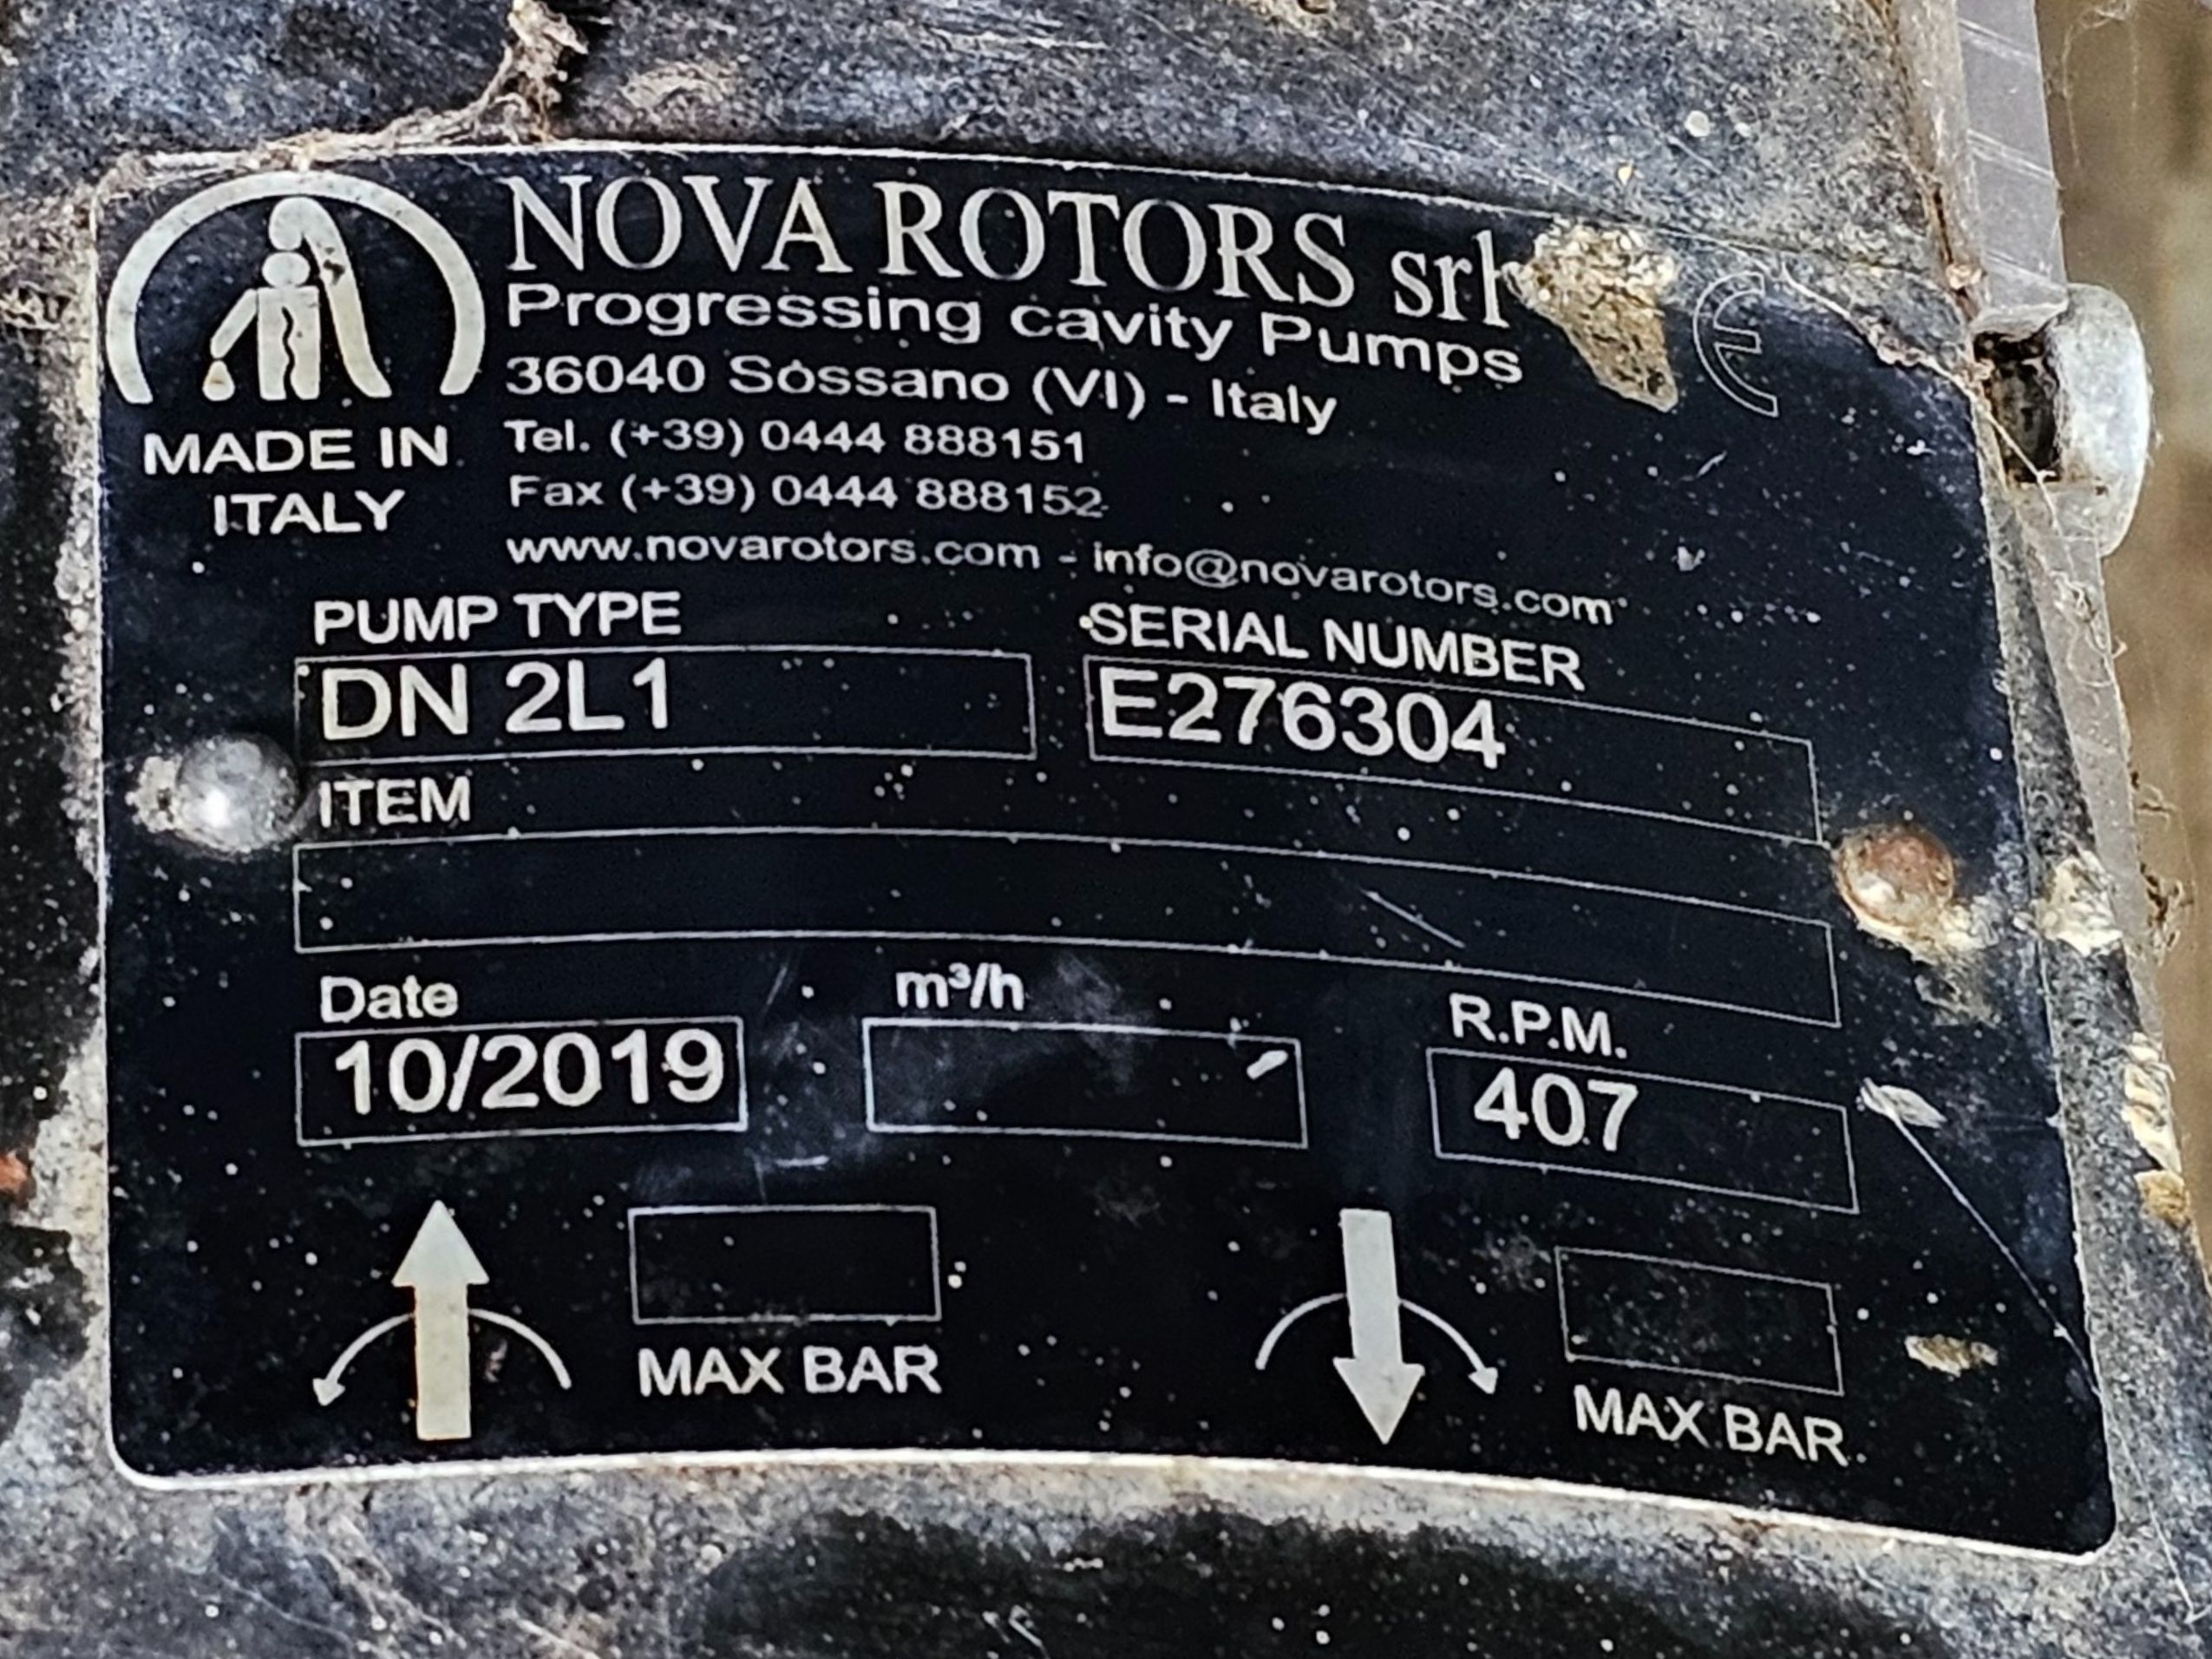 NOVA ROTORS srl
Progressing cavity Pumps
36040 Sossano (VI) - Italy
Tel. (+39) 0444 888151
Fax (+39) 0444 888152
www.novarotors.com - info@novarotors.com
MADE IN
ITALY
CE
PUMP TYPE
DN 2L1
SERIAL NUMBER
E276304
ITEM
Date
10/2019
m³/h
R.P.M.
407
MAX BAR
MAX BAR